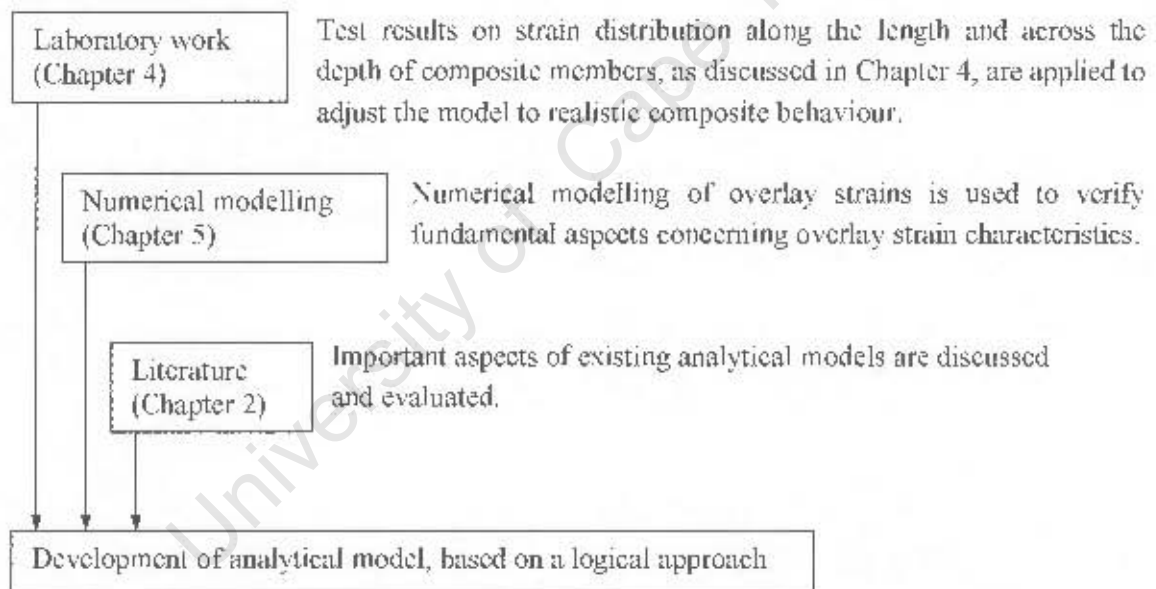 Laboratory work
(Chapter 4)
Test results on strain distribution along the length and across the
depth of composite members, as discussed in Chapter 4, are applied to
adjust the model to realistic composite behaviour.
Numerical modelling
(Chapter 5)
Numerical modelling of overlay strains is used to verify
fundamental aspects concerning overlay strain characteristics.
Literature
(Chapter 2)
Important aspects of existing analytical models are discussed
and evaluated.
Development of analytical model, based on a logical approach
University of Cape